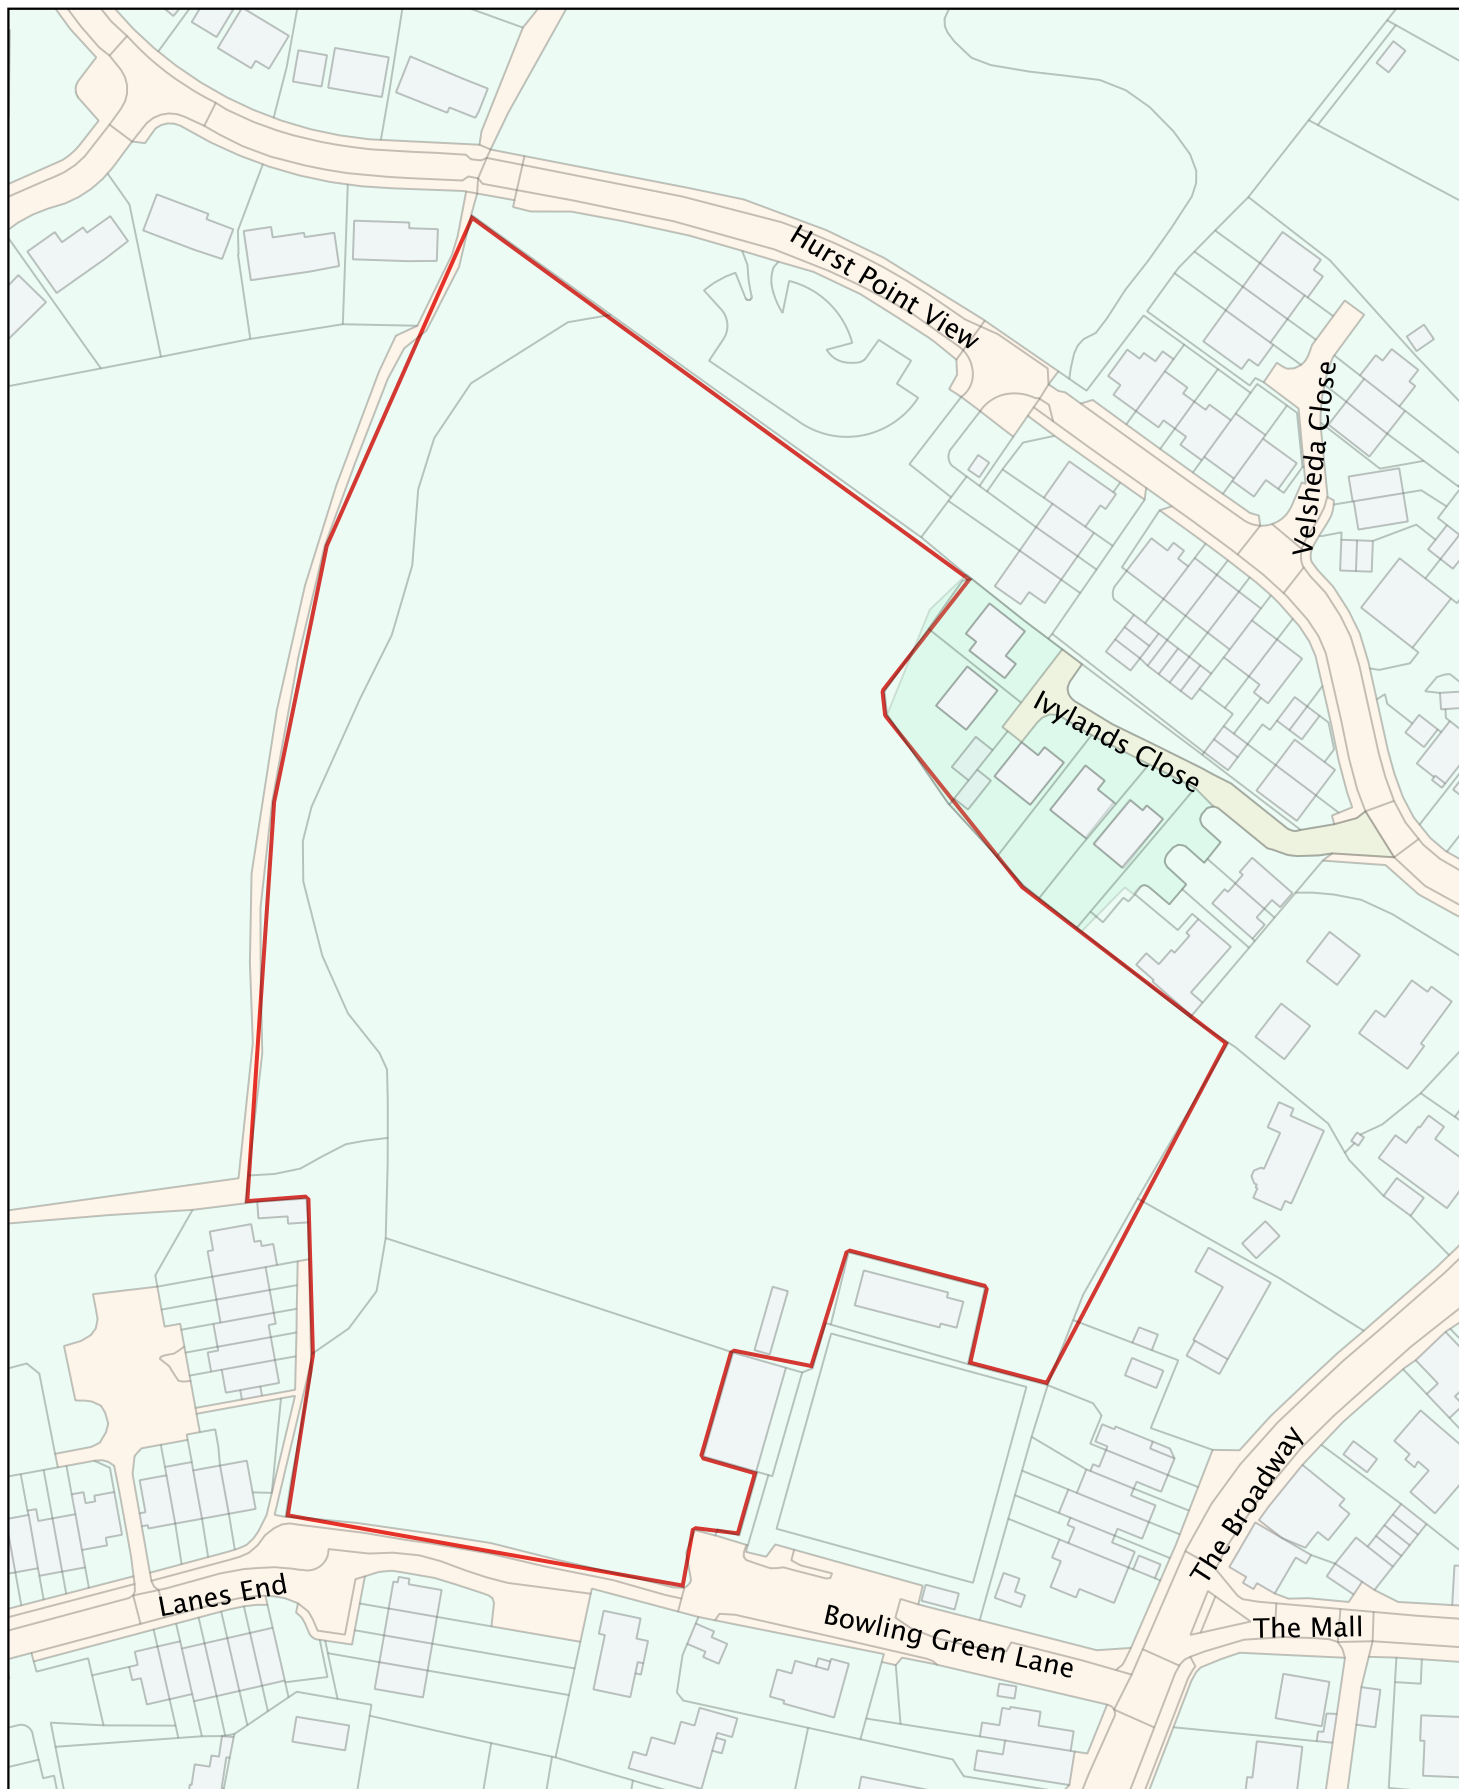 Hurst Point View
Velsheda Close
Ivylands Close
The Broadway
Lanes End
Bowling Green Lane
The Mall